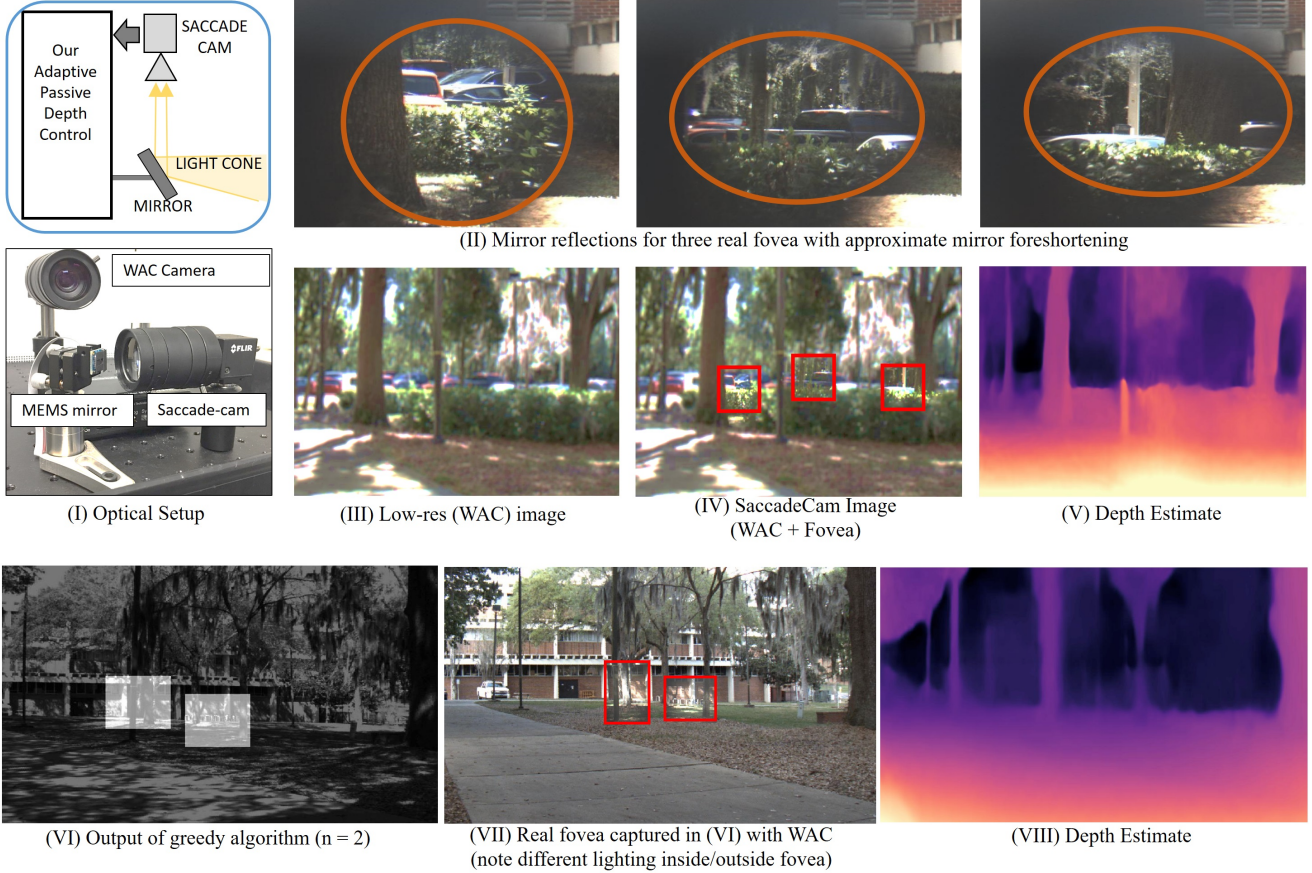 Our
Adaptive
Passive
Depth
Control
SACCADE
CAM
LIGHT CONE
MIRROR
(II) Mirror reflections for three real fovea with approximate mirror foreshortening
WAC Camera
FLIR
MEMS mirror
Saccade-cam
(I) Optical Setup
(III) Low-res (WAC) image
(IV) SaccadeCam Image
(WAC + Fovea)
(V) Depth Estimate
(VI) Output of greedy algorithm (n = 2)
(VII) Real fovea captured in (VI) with WAC
(note different lighting inside/outside fovea)
(VIII) Depth Estimate